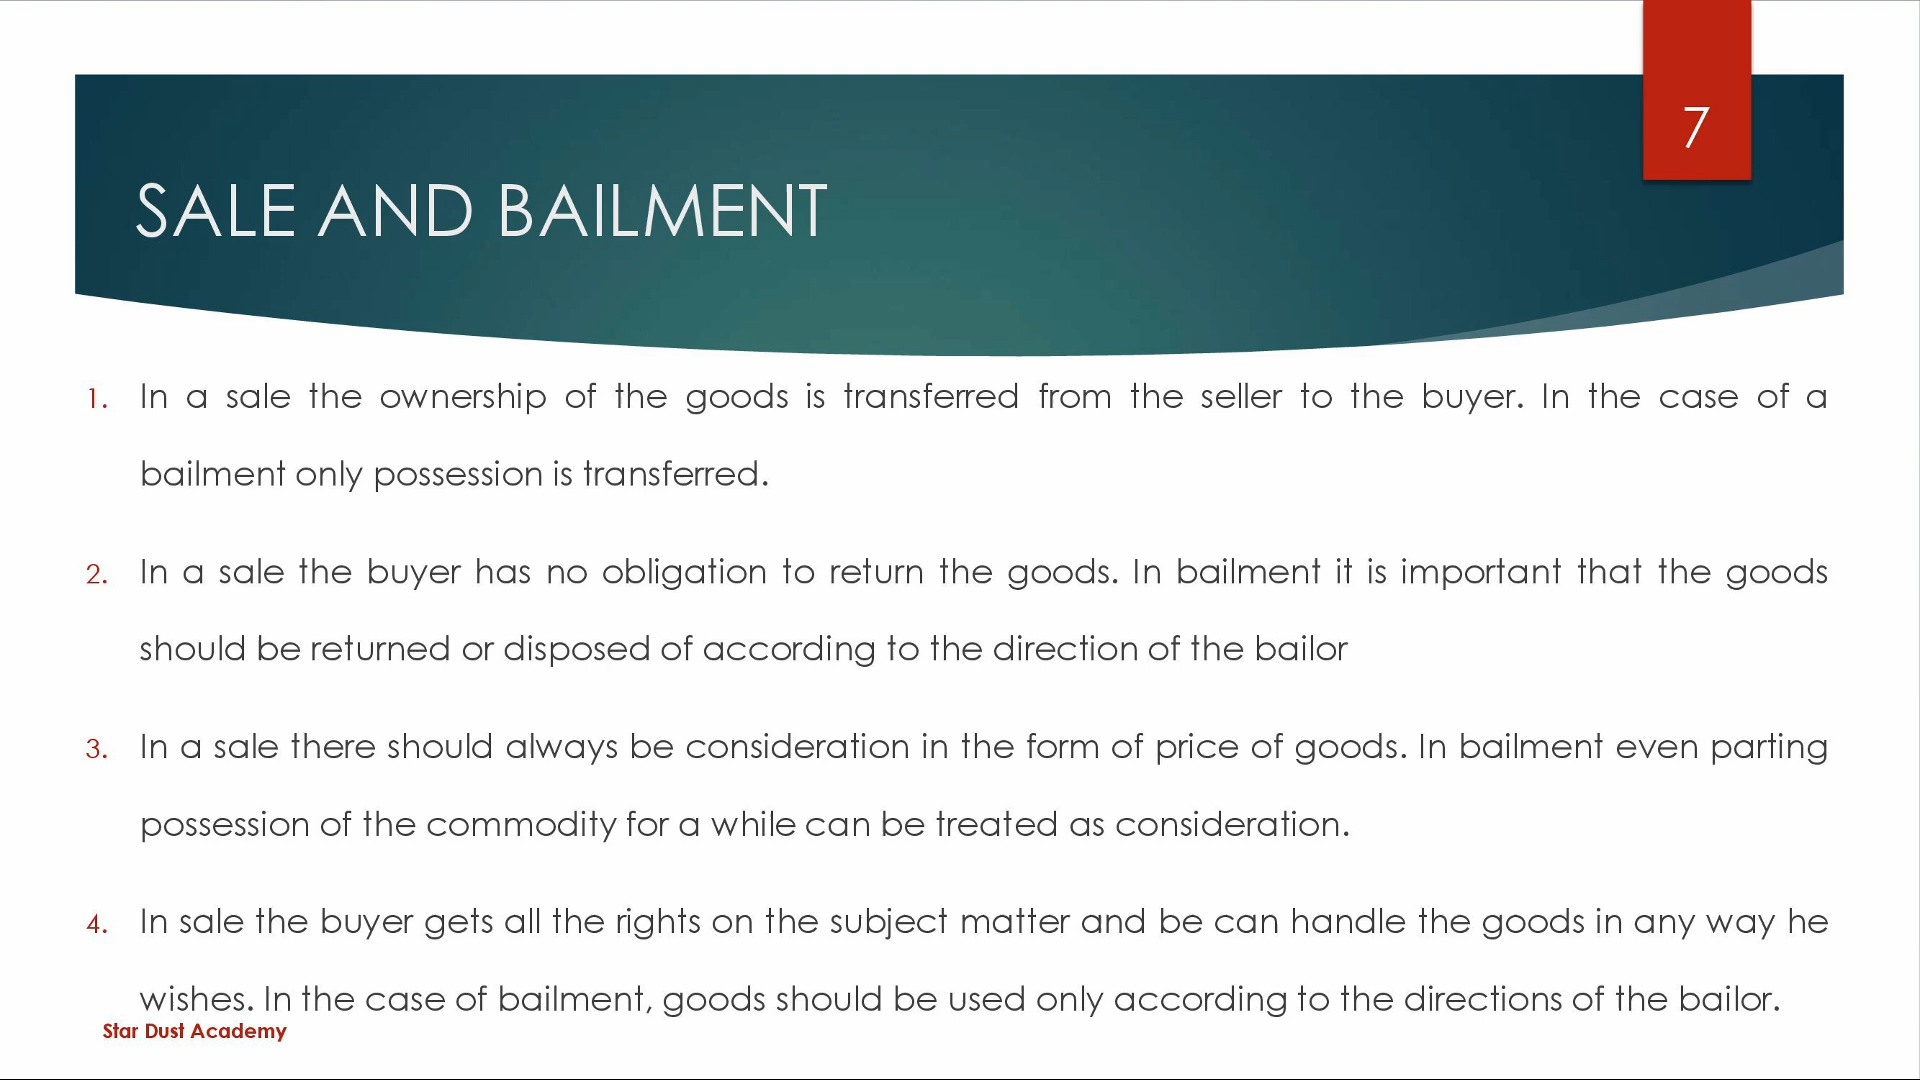 7
SALE AND BAILMENT
1. In a sale the ownership of the goods is transferred from the seller to the buyer. In the case of a
bailment only possession is transferred.
2. In a sale the buyer has no obligation to return the goods. In bailment it is important that the goods
should be returned or disposed of according to the direction of the bailor
3. In a sale there should always be consideration in the form of price of goods. In bailment even parting
possession of the commodity for a while can be treated as consideration.
4. In sale the buyer gets all the rights on the subject matter and be can handle the goods in any way he
wishes. In the case of bailment, goods should be used only according to the directions of the bailor.
Star Dust Academy